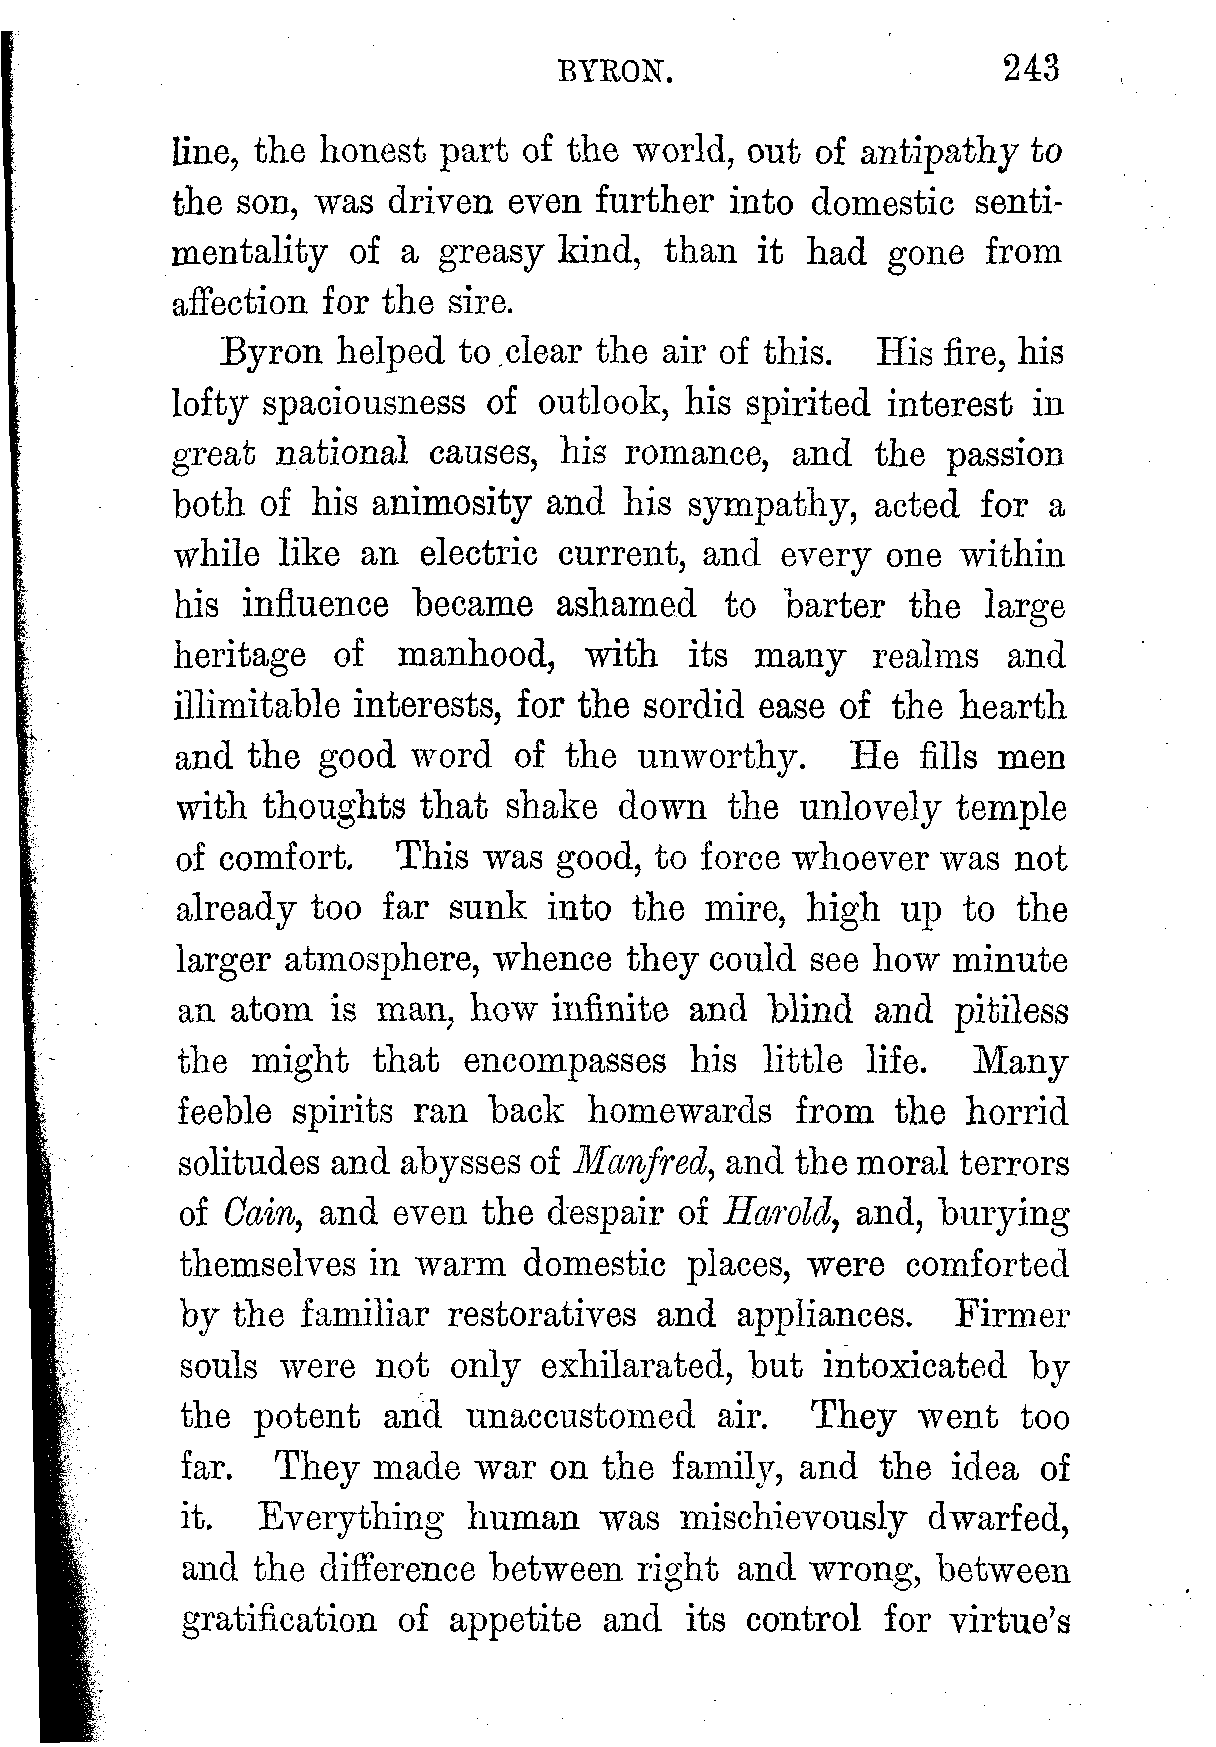 BYRON. 243
line, the honest part of the world, out of antipathy to
the son, was driven even further into domestic senti-
mentality of a greasy kind, than it had gone from
affection for the sire.
Byron helped to clear the air of this. His fire, his
lofty spaciousness of outlook, his spirited interest in
great national causes, his romance, and the passion
both of his animosity and his sympathy, acted for a
while like an electric current, and every one within
his influence became ashamed to barter the large
heritage of manhood, with its many realms and
illimitable interests, for the sordid ease of the hearth
and the good word of the unworthy. He fills men
with thoughts that shake down the unlovely temple
of comfort. This was good, to force whoever was not
already too far sunk into the mire, high up to the
larger atmosphere, whence they could see how minute
an atom is man, how infinite and blind and pitiless
the might that encompasses his little life. Many
feeble spirits ran back homewards from the horrid
solitudes and abysses of Manfred, and the moral terrors
of Cain, and even the despair of Harold, and, burying
themselves in warm domestic places, were comforted
by the familiar restoratives and appliances. Firmer
souls were not only exhilarated, but intoxicated by
the potent and unaccustomed air. They went too
far. They made war on the family, and the idea of
it. Everything human was mischievously dwarfed,
and the difference between right and wrong, between
gratification of appetite and its control for virtue's